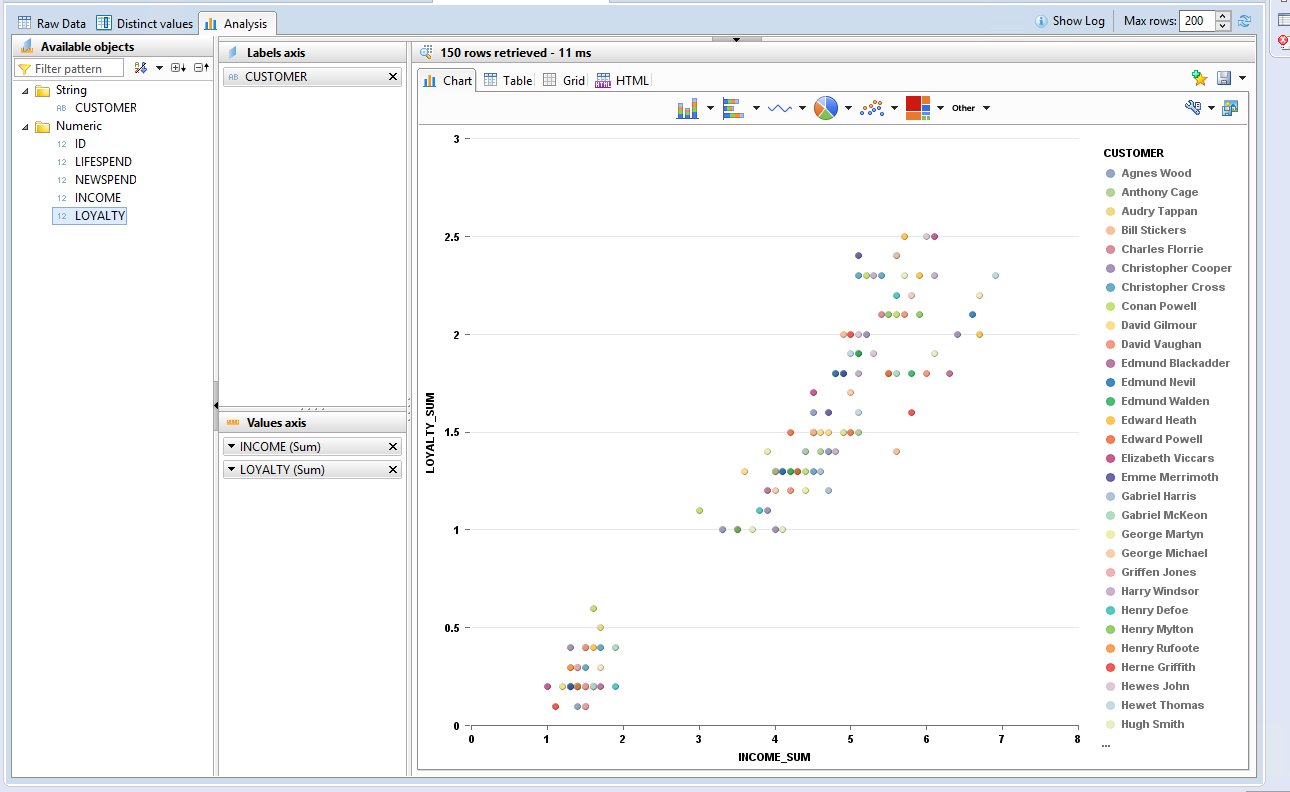 Raw Data
Distinct values
Analysis
Show Log
Max rows:
200
Available objects
Filter pattern
String
AB CUSTOMER
Numeric
12 ID
12 LIFESPEND
12 NEWSPEND
12 INCOME
12 LOYALTY
Labels axis
AB CUSTOMER
Values axis
INCOME (Sum)
LOYALTY (Sum)
150 rows retrieved - 11 ms
Chart
Table
Grid
HTML
Other
3
2.5
2
1.5
1
0.5
0
LOYALTY_SUM
0 1 2 3 4 5 6 7 8
INCOME_SUM
CUSTOMER
Agnes Wood
Anthony Cage
Audry Tappan
Bill Stickers
Charles Florrie
Christopher Cooper
Christopher Cross
Conan Powell
David Gilmour
David Vaughan
Edmund Blackadder
Edmund Nevil
Edmund Walden
Edward Heath
Edward Powell
Elizabeth Viccars
Emme Merrimoth
Gabriel Harris
Gabriel McKeon
George Martyn
George Michael
Griffen Jones
Harry Windsor
Henry Defoe
Henry Mylton
Henry Rufoote
Herne Griffith
Hewes John
Hewet Thomas
Hugh Smith
...